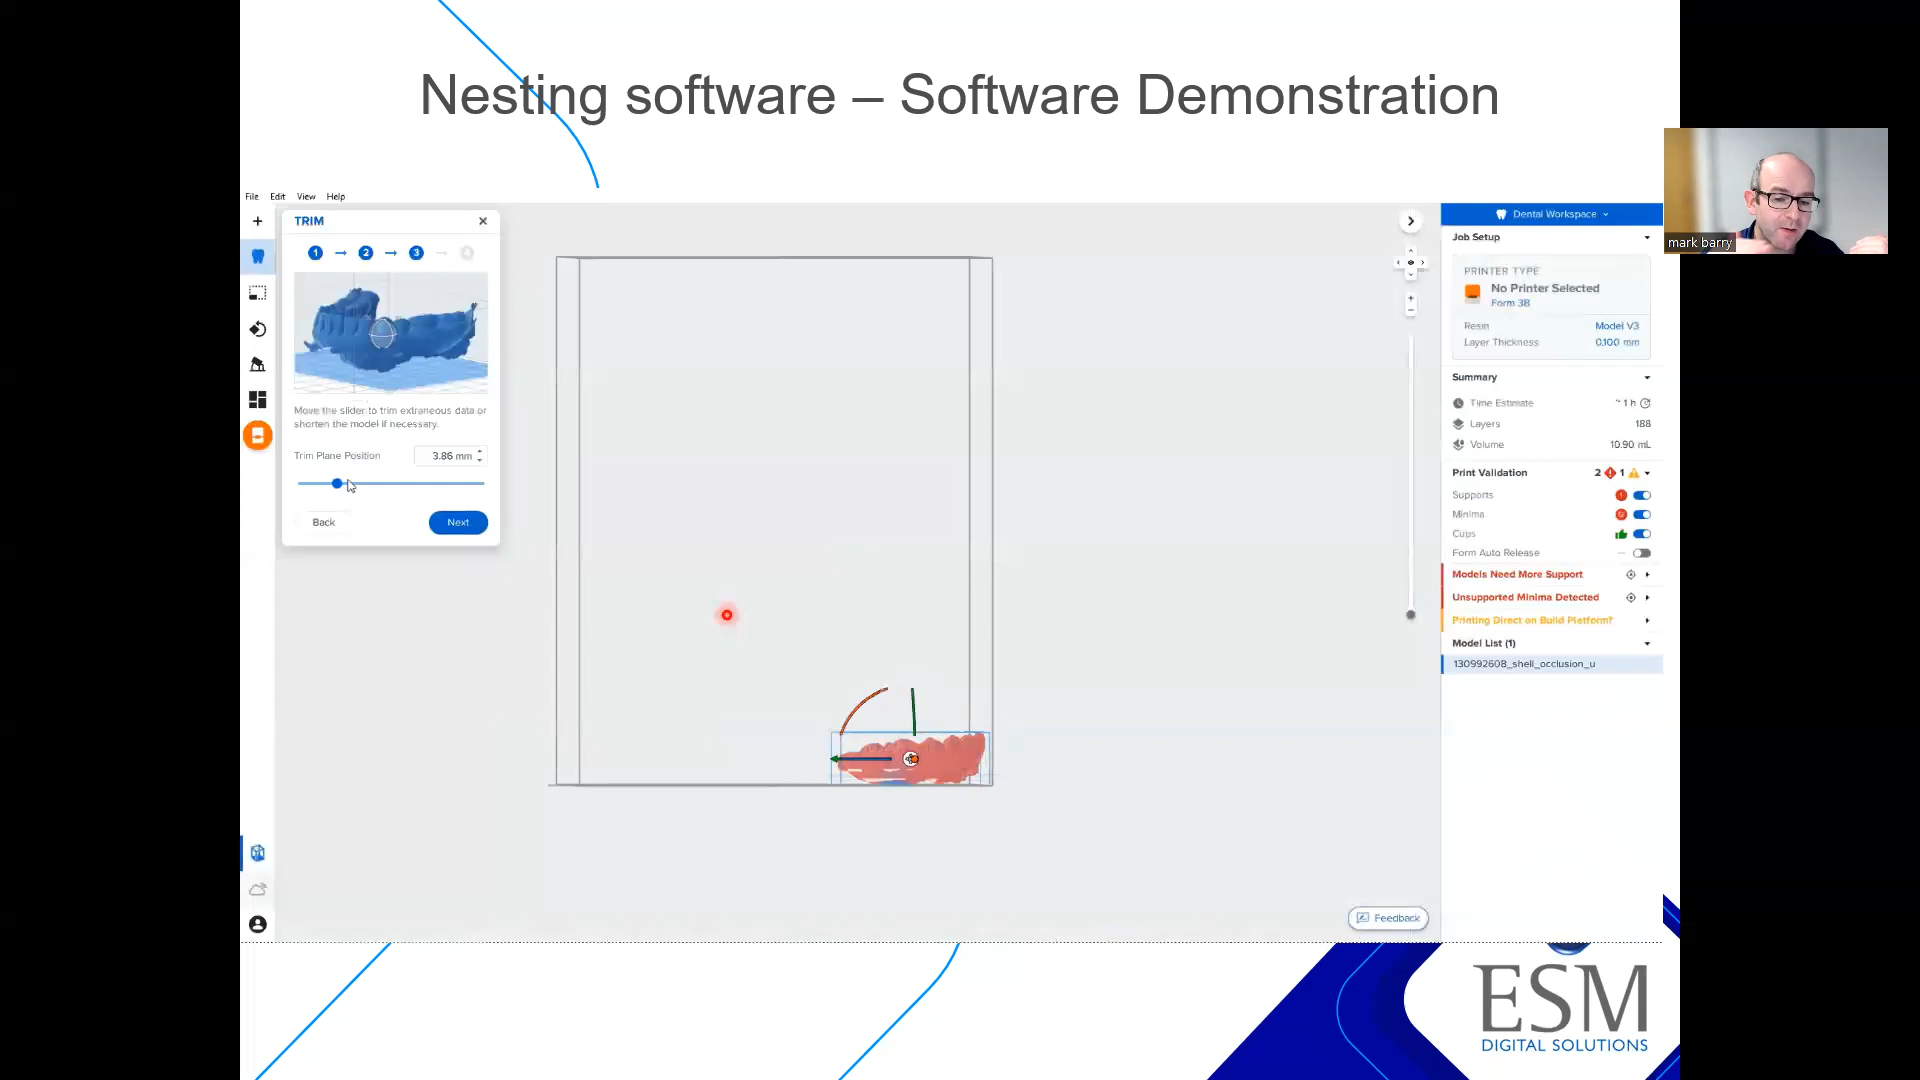 Nesting software – Software Demonstration
mark barry
File Edit View Help
TRIM
1 2 3 4
Move the slider to trim extraneous data or
shorten the model if necessary.
Trim Plane Position 3.86 mm
Back Next
Dental Workspace
Job Setup
PRINTER TYPE
No Printer Selected
Form 3B
Resin Model V3
Layer Thickness 0.100 mm
Summary
Time Estimate ~ 1 h
Layers 188
Volume 10.90 mL
Print Validation 2 1
Supports
Minima
Cups
Form Auto Release
Models Need More Support
Unsupported Minima Detected
Printing Direct on Build Platform?
Model List (1)
130992608_shell_occlusion_u
Feedback
ESM
DIGITAL SOLUTIONS